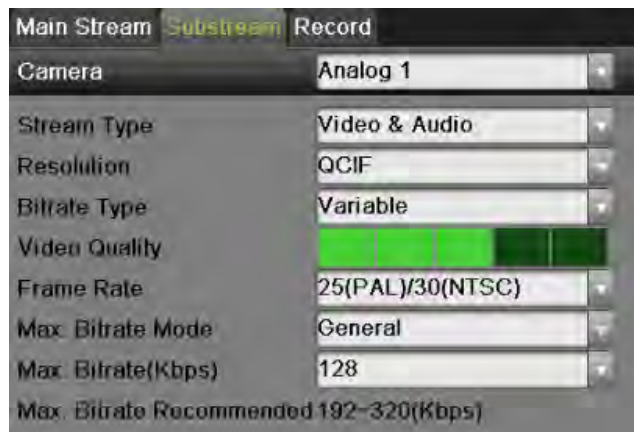 Main Stream Substream Record
Camera Analog 1
Stream Type Video & Audio
Resolution QCIF
Bitrate Type Variable
Video Quality
Frame Rate 25(PAL)/30(NTSC)
Max. Bitrate Mode General
Max. Bitrate(Kbps) 128
Max. Bitrate Recommended 192~320(Kbps)